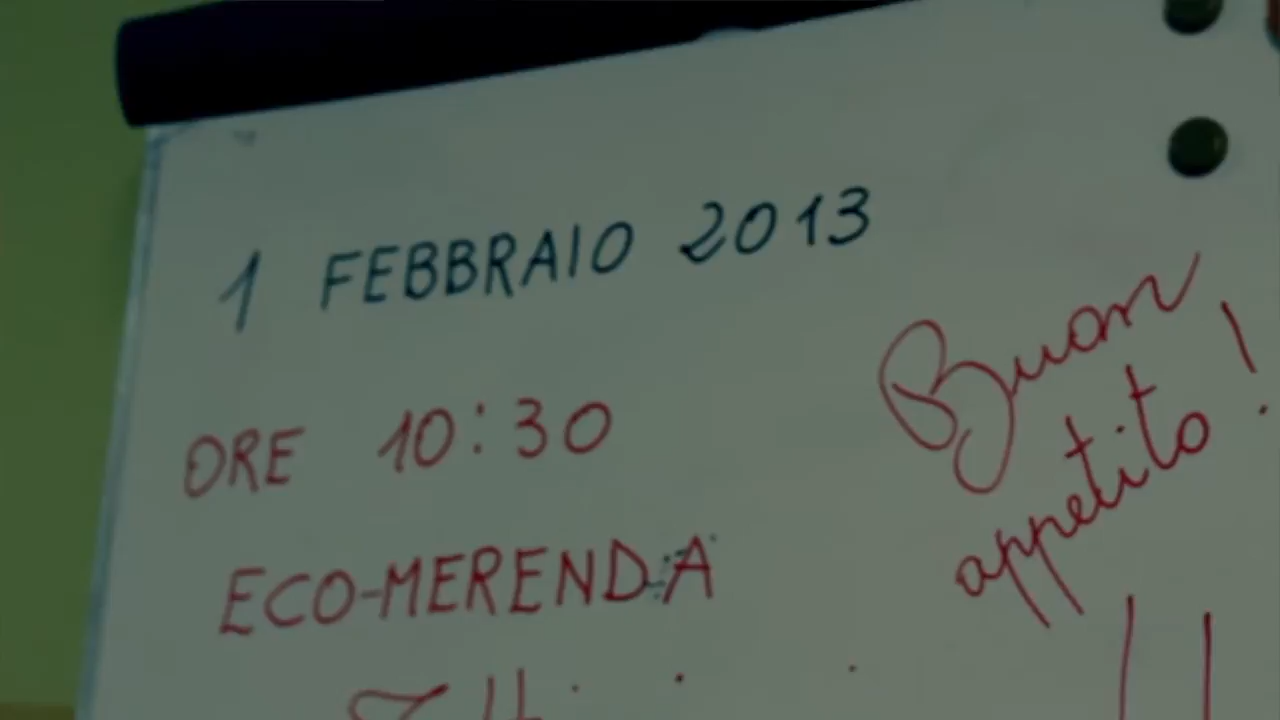 1 FEBBRAIO 2013
ORE 10:30
ECO-MERENDA
Buon
appetito!